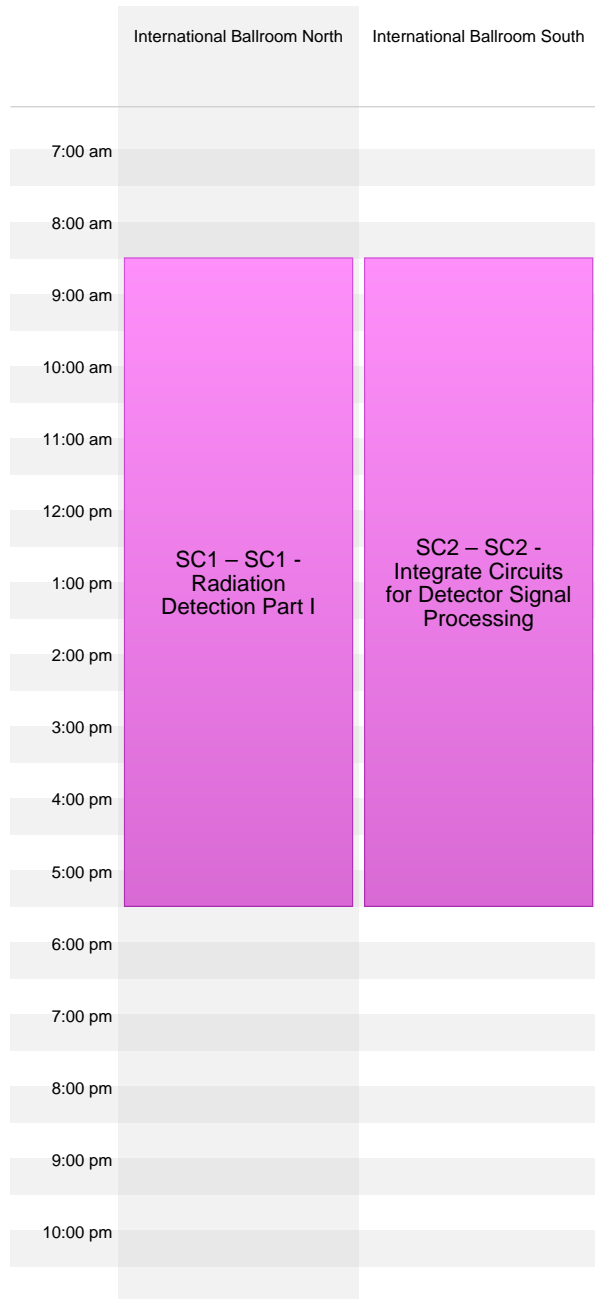 International Ballroom North
International Ballroom South
7:00 am
8:00 am
9:00 am
10:00 am
11:00 am
12:00 pm
1:00 pm
2:00 pm
3:00 pm
4:00 pm
5:00 pm
6:00 pm
7:00 pm
8:00 pm
9:00 pm
10:00 pm
SC1 – SC1 -
Radiation
Detection Part I
SC2 – SC2 -
Integrate Circuits
for Detector Signal
Processing